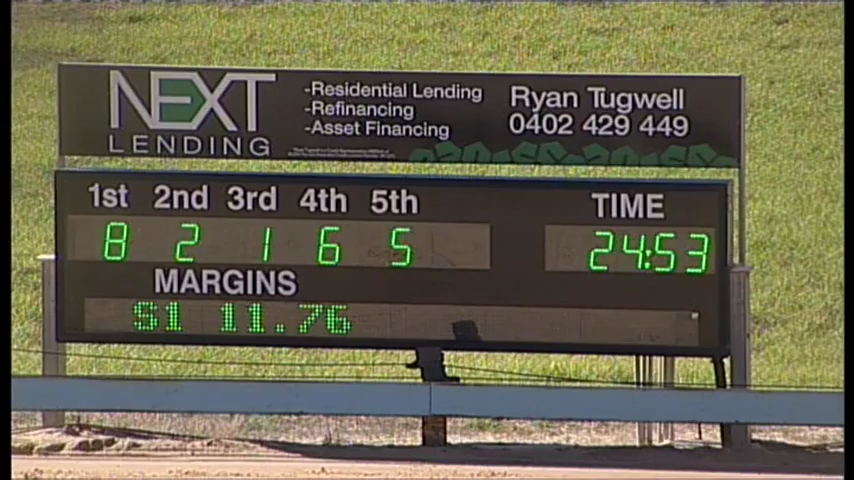 NEXT
LENDING
-Residential Lending
-Refinancing
-Asset Financing
Ryan Tugwell
0402 429 449
1st 2nd 3rd 4th 5th TIME
8 2 1 6 5 24:53
MARGINS
S1 11.76